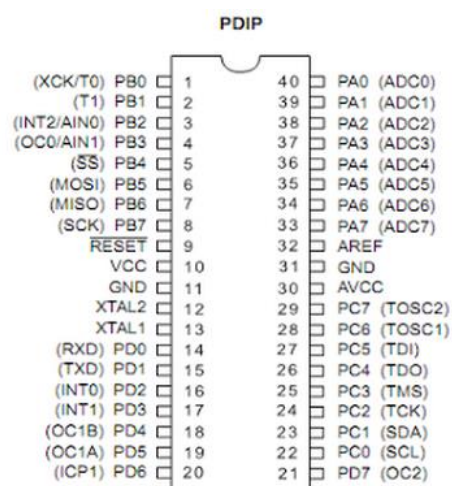 PDIP
(XCK/T0) PB0 1 40 PA0 (ADC0)
(T1) PB1 2 39 PA1 (ADC1)
(INT2/AIN0) PB2 3 38 PA2 (ADC2)
(OC0/AIN1) PB3 4 37 PA3 (ADC3)
(SS) PB4 5 36 PA4 (ADC4)
(MOSI) PB5 6 35 PA5 (ADC5)
(MISO) PB6 7 34 PA6 (ADC6)
(SCK) PB7 8 33 PA7 (ADC7)
RESET 9 32 AREF
VCC 10 31 GND
GND 11 30 AVCC
XTAL2 12 29 PC7 (TOSC2)
XTAL1 13 28 PC6 (TOSC1)
(RXD) PD0 14 27 PC5 (TDI)
(TXD) PD1 15 26 PC4 (TDO)
(INT0) PD2 16 25 PC3 (TMS)
(INT1) PD3 17 24 PC2 (TCK)
(OC1B) PD4 18 23 PC1 (SDA)
(OC1A) PD5 19 22 PC0 (SCL)
(ICP1) PD6 20 21 PD7 (OC2)